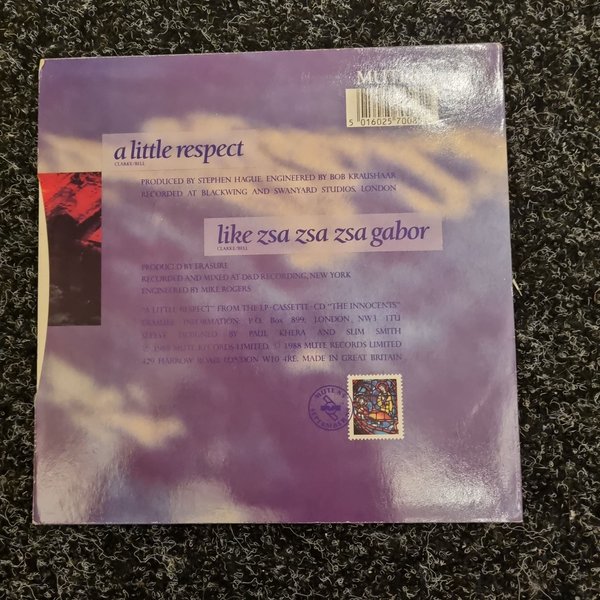 MUTE
5 016025 7008
a little respect
CLARKE/BELL
PRODUCED BY STEPHEN HAGUE. ENGINEERED BY BOB KRAUSHAAR
RECORDED AT BLACKWING AND SWANYARD STUDIOS, LONDON
like zsa zsa zsa gabor
CLARKE/BELL
PRODUCED BY ERASURE
RECORDED AND MIXED AT D&D RECORDING, NEW YORK
ENGINEERED BY MIKE ROGERS
"A LITTLE RESPECT" FROM THE LP-CASSETTE-CD "THE INNOCENTS"
ERASURE INFORMATION, P.O. Box 899, LONDON, NW3 1TU
SLEEVE DESIGNED BY PAUL KHERA AND SLIM SMITH
℗ 1988 MUTE RECORDS LIMITED, © 1988 MUTE RECORDS LIMITED
429 HARROW ROAD, LONDON W10 4RE, MADE IN GREAT BRITAIN
MUTE
SEPTEMBER